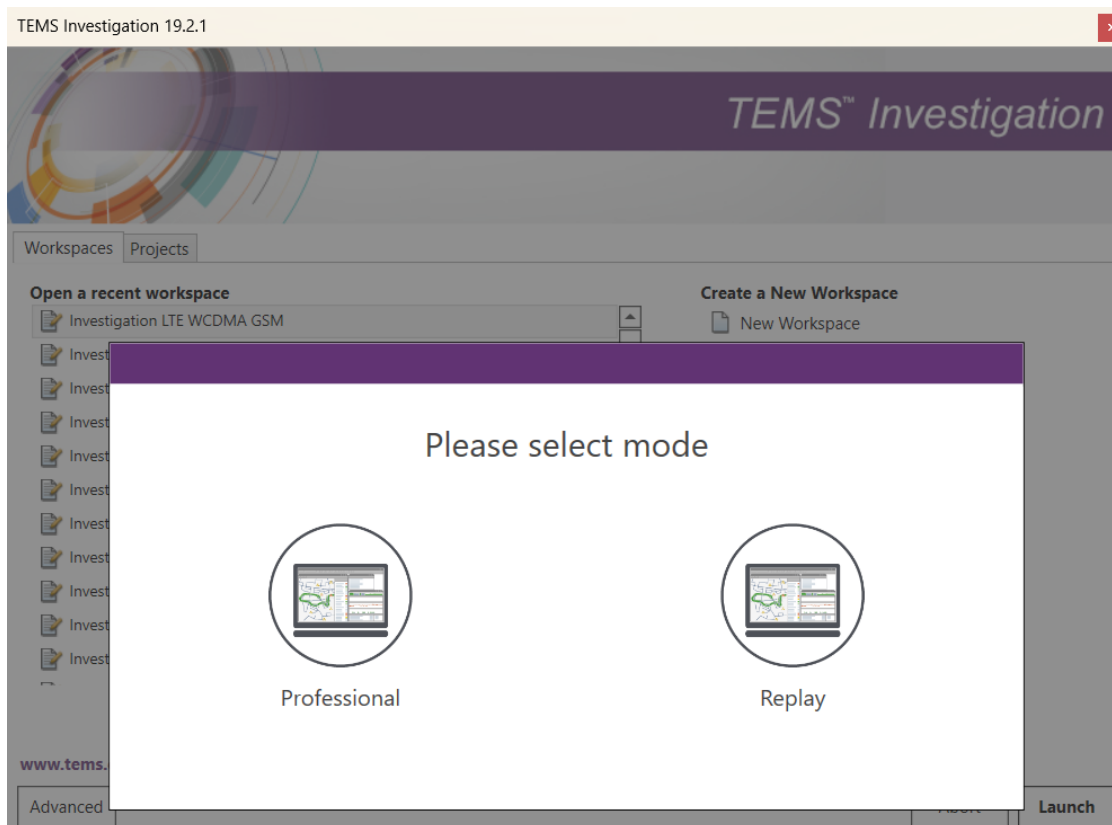 TEMS Investigation 19.2.1
TEMS™ Investigation
Workspaces Projects
Open a recent workspace
Create a New Workspace
Investigation LTE WCDMA GSM
New Workspace
Invest
Invest
Invest
Invest
Invest
Invest
Invest
Invest
Invest
Invest
Please select mode
Professional
Replay
www.tems.
Advanced
Launch